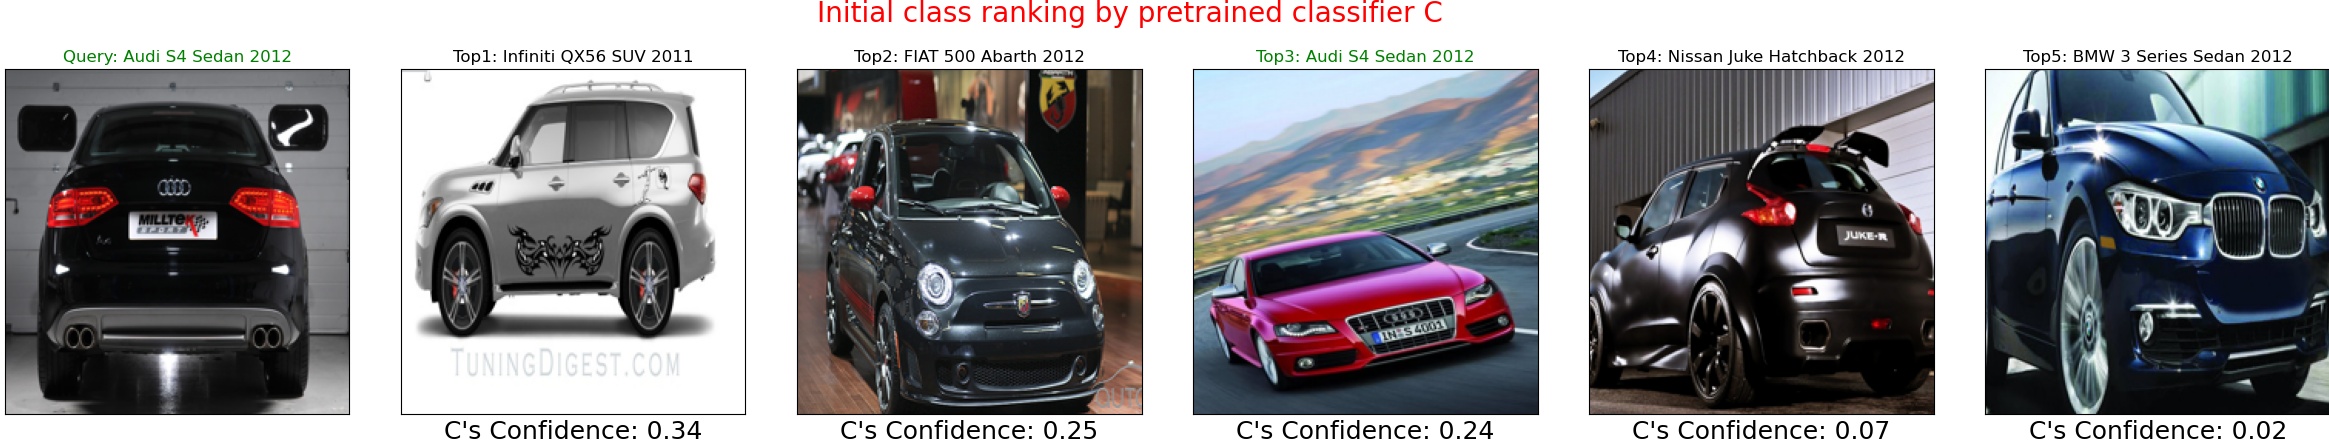 Initial class ranking by pretrained classifier C
Query: Audi S4 Sedan 2012
Top1: Infiniti QX56 SUV 2011
Top2: FIAT 500 Abarth 2012
Top3: Audi S4 Sedan 2012
Top4: Nissan Juke Hatchback 2012
Top5: BMW 3 Series Sedan 2012
MILLTEK
SPORT
TUNINGDIGEST.COM
ABARTH
IN·S 4001
JUKE-R
C's Confidence: 0.34
C's Confidence: 0.25
C's Confidence: 0.24
C's Confidence: 0.07
C's Confidence: 0.02